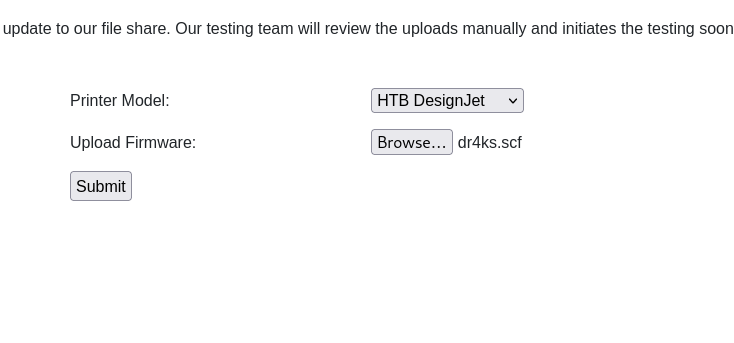 update to our file share. Our testing team will review the uploads manually and initiates the testing soon
Printer Model: HTB DesignJet
Upload Firmware: Browse... dr4ks.scf
Submit